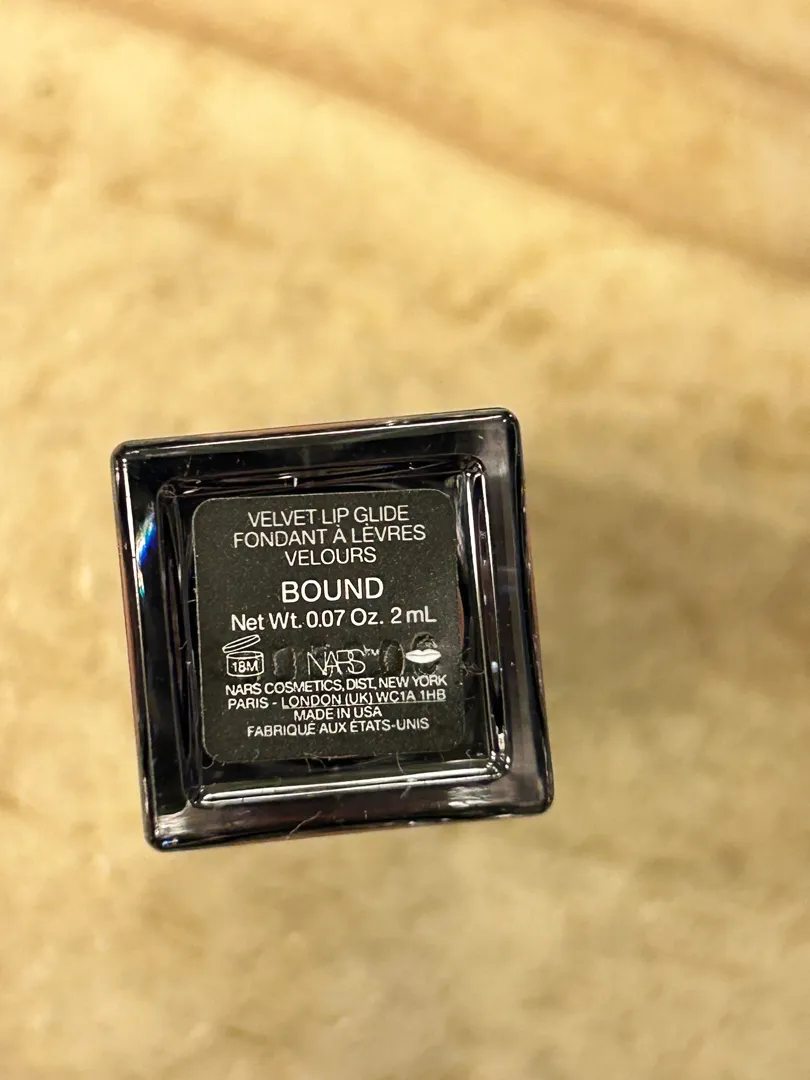 VELVET LIP GLIDE
FONDANT À LÈVRES
VELOURS
BOUND
Net Wt. 0.07 Oz. 2 mL
18M NARS™
NARS COSMETICS, DIST. NEW YORK
PARIS - LONDON (UK) WC1A 1HB
MADE IN USA
FABRIQUÉ AUX ÉTATS-UNIS